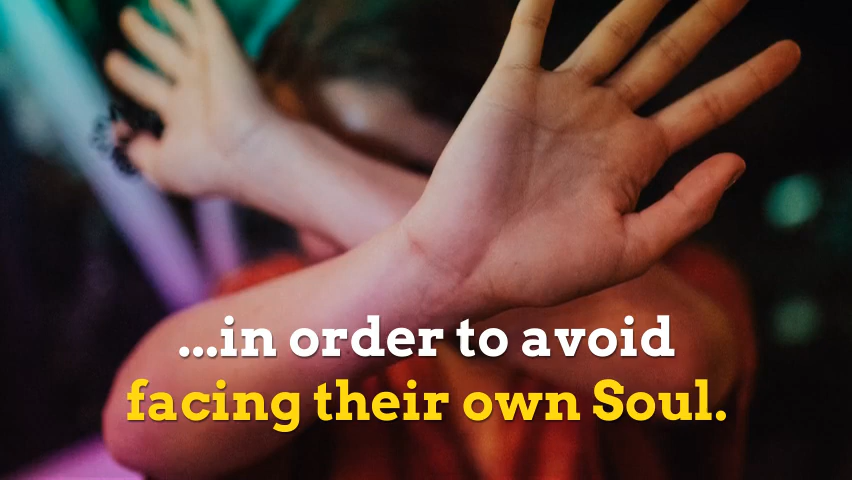 ...in order to avoid
facing their own Soul.